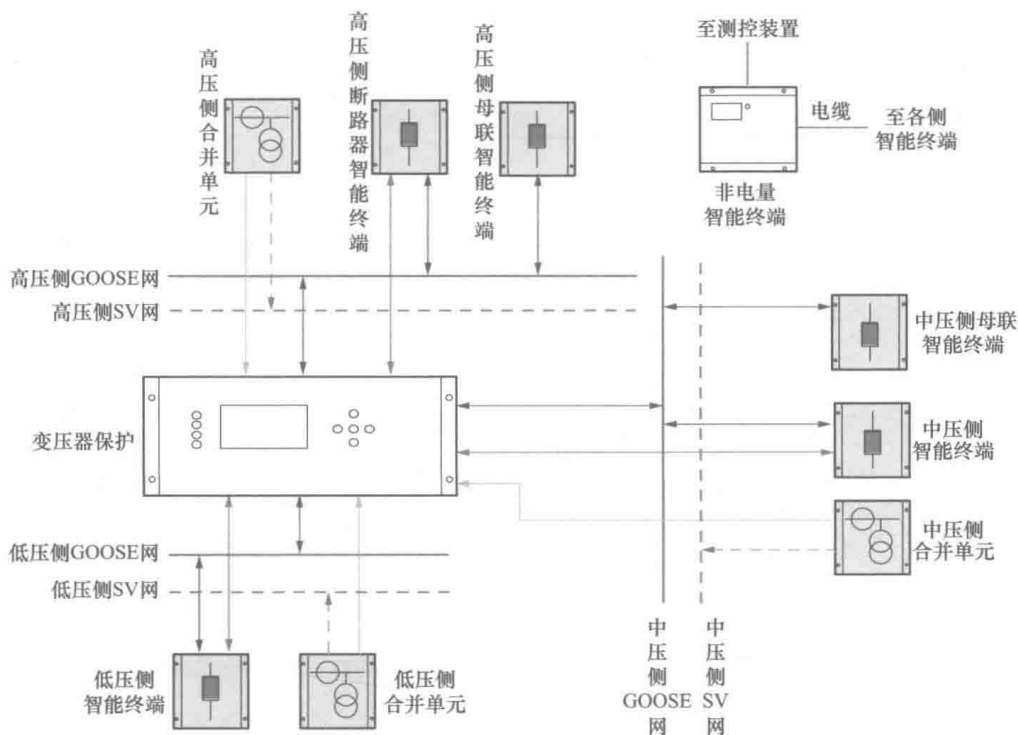 高压侧合并单元
高压侧断路器智能终端
高压侧母联智能终端
至测控装置
电缆
至各侧
智能终端
非电量
智能终端
高压侧GOOSE网
高压侧SV网
中压侧母联
智能终端
变压器保护
中压侧
智能终端
中压侧
合并单元
低压侧GOOSE网
低压侧SV网
中压侧GOOSE网
中压侧SV网
低压侧
智能终端
低压侧
合并单元